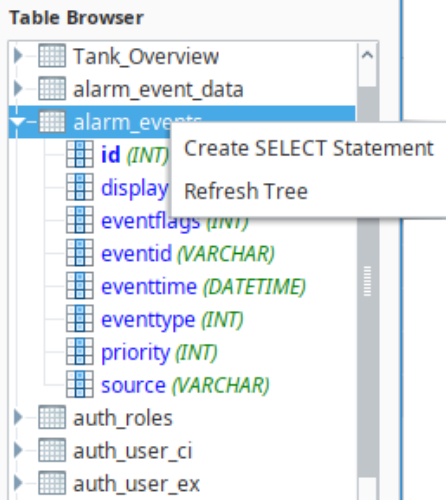 Table Browser
Tank_Overview
alarm_event_data
alarm_events
Create SELECT Statement
id (INT)
display
Refresh Tree
eventflags (INT)
eventid (VARCHAR)
eventtime (DATETIME)
eventtype (INT)
priority (INT)
source (VARCHAR)
auth_roles
auth_user_ci
auth_user_ex